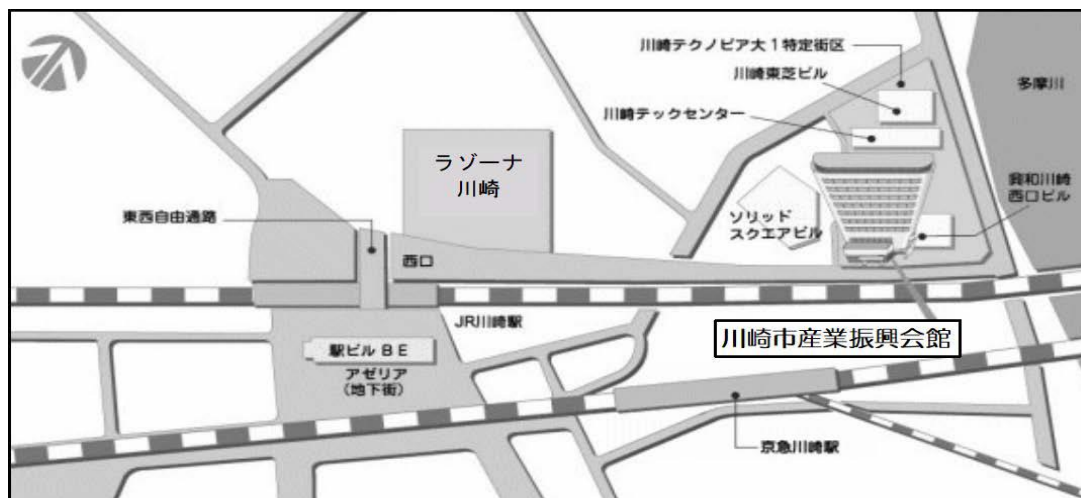 川崎テクノピア大1特定街区
川崎東芝ビル
川崎テックセンター
多摩川
ラゾーナ
川崎
興和川崎
西口ビル
東西自由通路
ソリッド
スクエアビル
西口
JR川崎駅
川崎市産業振興会館
駅ビルBE
アゼリア
(地下街)
京急川崎駅